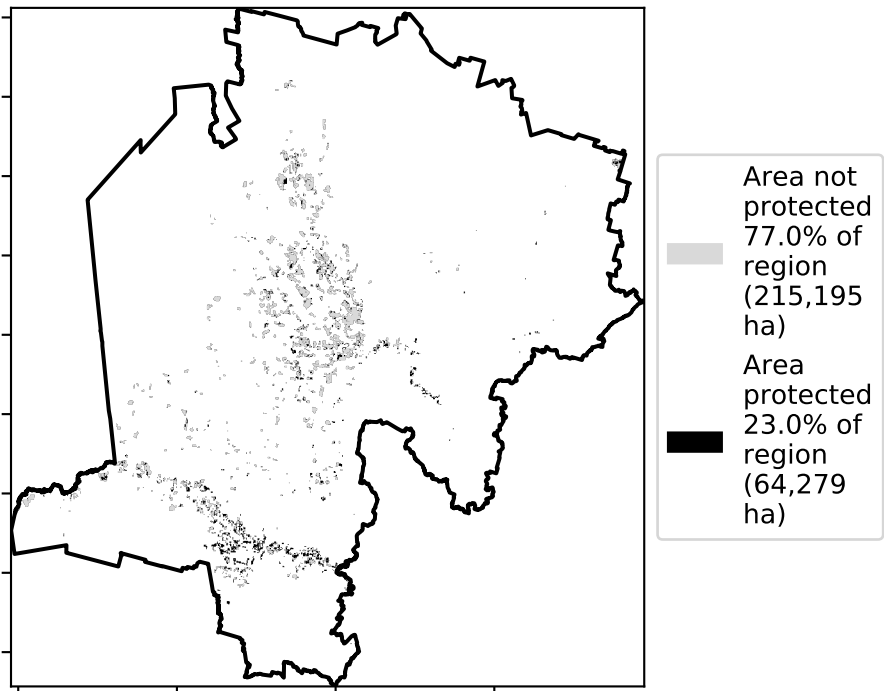 Area not
protected
77.0% of
region
(215,195
ha)
Area
protected
23.0% of
region
(64,279
ha)